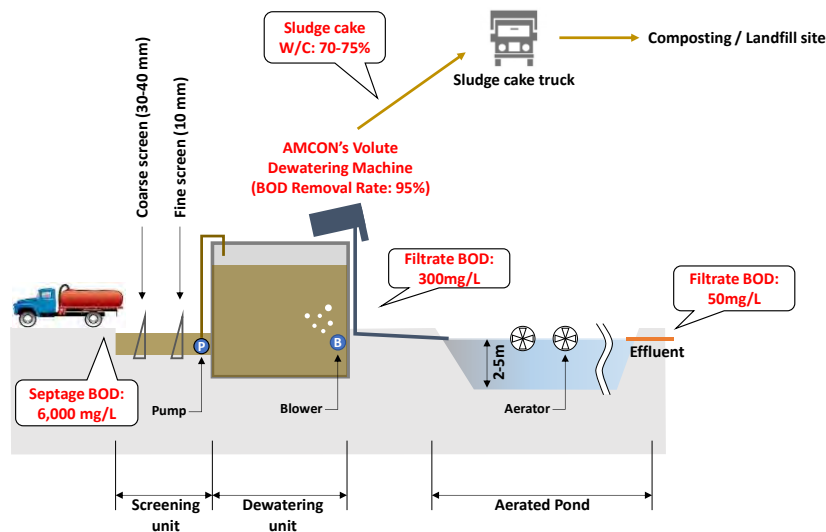 Sludge cake
W/C: 70-75%
Composting / Landfill site
Sludge cake truck
Coarse screen (30-40 mm)
Fine screen (10 mm)
AMCON's Volute
Dewatering Machine
(BOD Removal Rate: 95%)
Filtrate BOD:
300mg/L
Filtrate BOD:
50mg/L
P
B
2-5m
Effluent
Septage BOD:
6,000 mg/L
Pump
Blower
Aerator
Screening
unit
Dewatering
unit
Aerated Pond